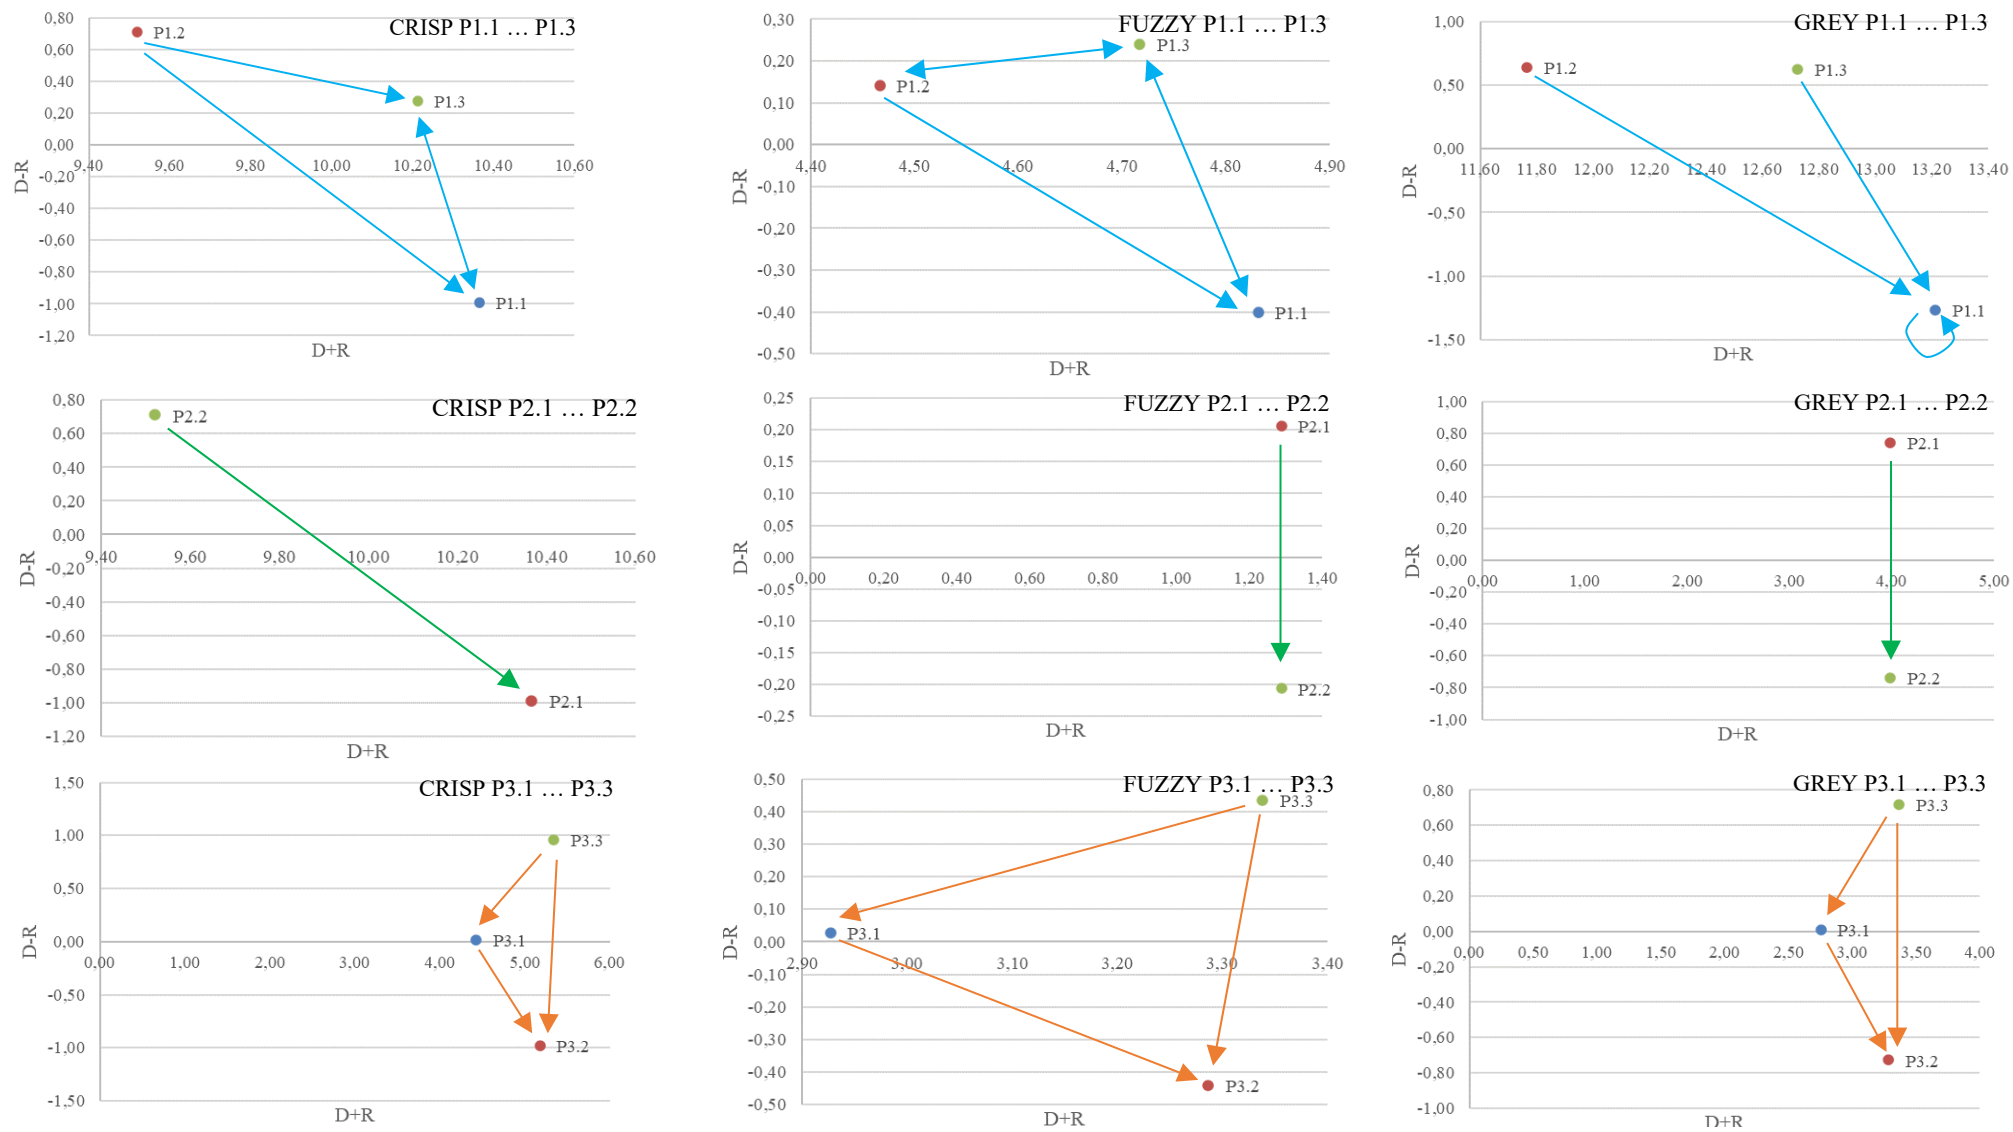 CRISP P1.1 … P1.3
0,80
0,60
0,40
0,20
0,00
-0,20
-0,40
-0,60
-0,80
-1,00
-1,20
9,40 9,60 9,80 10,00 10,20 10,40 10,60
P1.2
P1.3
P1.1
D-R
D+R
FUZZY P1.1 … P1.3
0,30
0,20
0,10
0,00
-0,10
-0,20
-0,30
-0,40
-0,50
4,40 4,50 4,60 4,70 4,80 4,90
P1.3
P1.2
P1.1
D-R
D+R
GREY P1.1 … P1.3
1,00
0,50
0,00
-0,50
-1,00
-1,50
11,60 11,80 12,00 12,20 12,40 12,60 12,80 13,00 13,20 13,40
P1.2
P1.3
P1.1
D-R
D+R
CRISP P2.1 … P2.2
0,80
0,60
0,40
0,20
0,00
-0,20
-0,40
-0,60
-0,80
-1,00
-1,20
9,40 9,60 9,80 10,00 10,20 10,40 10,60
P2.2
P2.1
D-R
D+R
FUZZY P2.1 … P2.2
0,25
0,20
0,15
0,10
0,05
0,00
-0,05
-0,10
-0,15
-0,20
-0,25
0,00 0,20 0,40 0,60 0,80 1,00 1,20 1,40
P2.1
P2.2
D-R
D+R
GREY P2.1 … P2.2
1,00
0,80
0,60
0,40
0,20
0,00
-0,20
-0,40
-0,60
-0,80
-1,00
0,00 1,00 2,00 3,00 4,00 5,00
P2.1
P2.2
D-R
D+R
CRISP P3.1 … P3.3
1,50
1,00
0,50
0,00
-0,50
-1,00
-1,50
0,00 1,00 2,00 3,00 4,00 5,00 6,00
P3.3
P3.1
P3.2
D-R
D+R
FUZZY P3.1 … P3.3
0,50
0,40
0,30
0,20
0,10
0,00
-0,10
-0,20
-0,30
-0,40
-0,50
2,90 3,00 3,10 3,20 3,30 3,40
P3.3
P3.1
P3.2
D-R
D+R
GREY P3.1 … P3.3
0,80
0,60
0,40
0,20
0,00
-0,20
-0,40
-0,60
-0,80
-1,00
0,00 0,50 1,00 1,50 2,00 2,50 3,00 3,50 4,00
P3.3
P3.1
P3.2
D-R
D+R